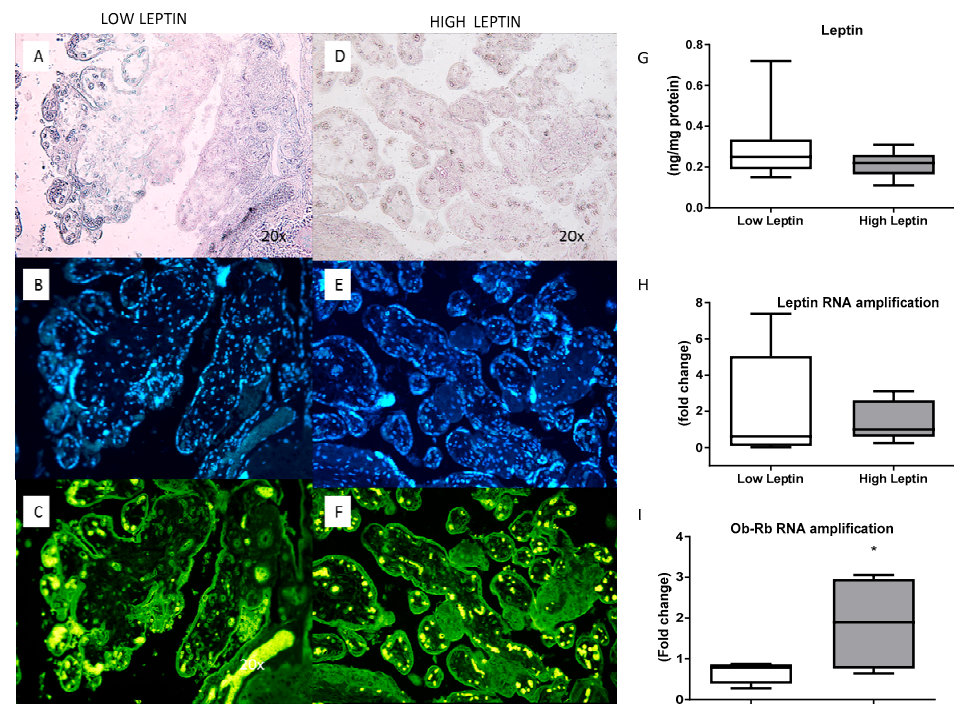 LOW LEPTIN
HIGH LEPTIN
A
20x
D
20x
B
E
C
20x
F
G
Leptin
(ng/mg protein)
0.8
0.6
0.4
0.2
0.0
Low Leptin
High Leptin
H
Leptin RNA amplification
(fold change)
8
6
4
2
0
Low Leptin
High Leptin
I
Ob-Rb RNA amplification
*
(Fold change)
4
3
2
1
0